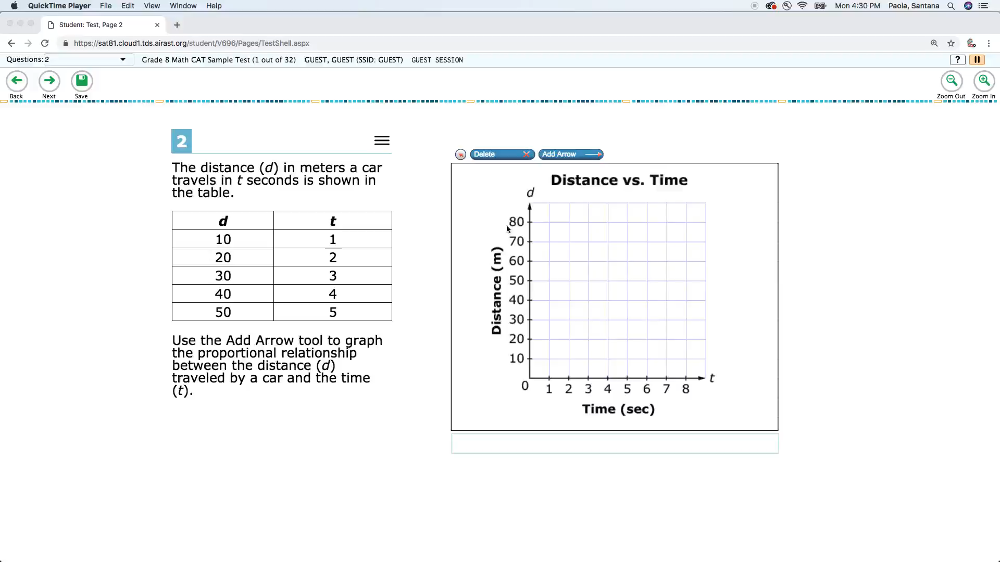 QuickTime Player File Edit View Window Help Mon 4:30 PM Paola, Santana
Student: Test, Page 2
https://sat81.cloud1.tds.airast.org/student/V696/Pages/TestShell.aspx
Questions: 2 Grade 8 Math CAT Sample Test (1 out of 32) GUEST, GUEST (SSID: GUEST) GUEST SESSION ?
Back Next Save Zoom Out Zoom In
2
The distance (d) in meters a car
travels in t seconds is shown in
the table.
d t
10 1
20 2
30 3
40 4
50 5
Use the Add Arrow tool to graph
the proportional relationship
between the distance (d)
traveled by a car and the time
(t).
Delete Add Arrow
Distance vs. Time
d
80
70
60
50
40
30
20
10
Distance (m)
t
0 1 2 3 4 5 6 7 8
Time (sec)